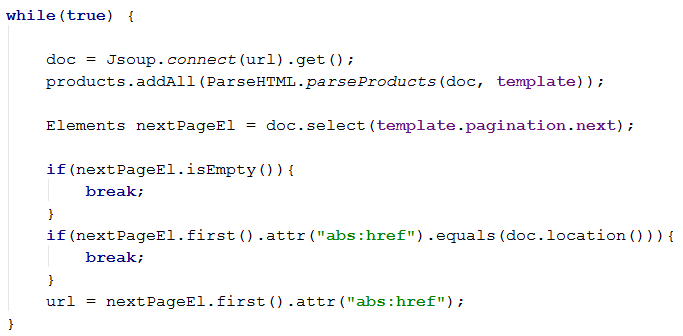 while(true) {
doc = Jsoup.connect(url).get();
products.addAll(ParseHTML.parseProducts(doc, template));
Elements nextPageEl = doc.select(template.pagination.next);
if(nextPageEl.isEmpty()){
break;
}
if(nextPageEl.first().attr("abs:href").equals(doc.location())){
break;
}
url = nextPageEl.first().attr("abs:href");
}